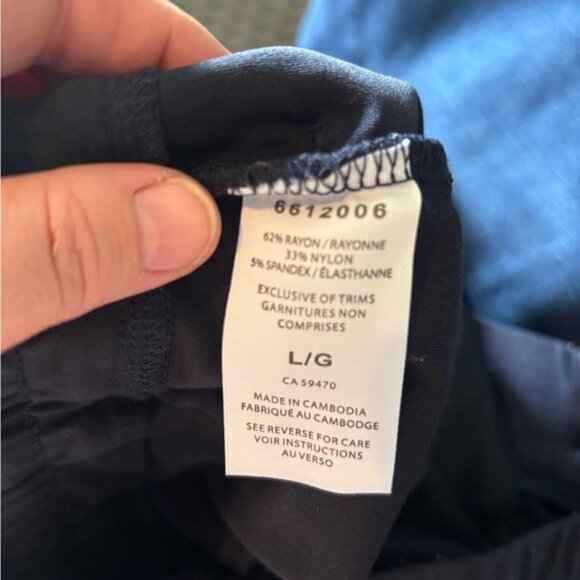 6612006
62% RAYON / RAYONNE
33% NYLON
5% SPANDEX / ÉLASTHANNE
EXCLUSIVE OF TRIMS
GARNITURES NON
COMPRISES
L/G
CA 59470
MADE IN CAMBODIA
FABRIQUÉ AU CAMBODGE
SEE REVERSE FOR CARE
VOIR INSTRUCTIONS
AU VERSO